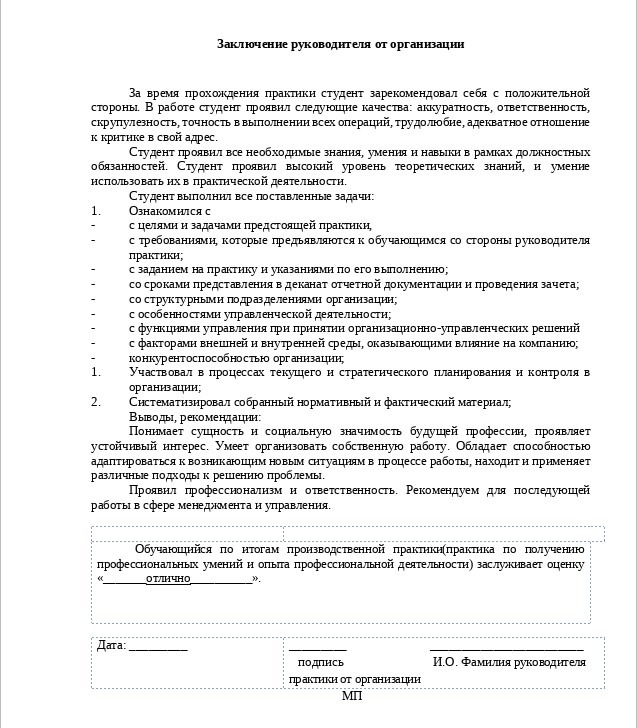 Заключение руководителя от организации
За время прохождения практики студент зарекомендовал себя с положительной
стороны. В работе студент проявил следующие качества: аккуратность, ответственность,
скрупулезность, точность в выполнении всех операций, трудолюбие, адекватное отношение
к критике в свой адрес.
Студент проявил все необходимые знания, умения и навыки в рамках должностных
обязанностей. Студент проявил высокий уровень теоретических знаний, и умение
использовать их в практической деятельности.
Студент выполнил все поставленные задачи:
1. Ознакомился с
- с целями и задачами предстоящей практики,
- с требованиями, которые предъявляются к обучающимся со стороны руководителя
практики;
- с заданием на практику и указаниями по его выполнению;
- со сроками представления в деканат отчетной документации и проведения зачета;
- со структурными подразделениями организации;
- с особенностями управленческой деятельности;
- с функциями управления при принятии организационно-управленческих решений
- с факторами внешней и внутренней среды, оказывающими влияние на компанию;
- конкурентоспособностью организации;
1. Участвовал в процессах текущего и стратегического планирования и контроля в
организации;
2. Систематизировал собранный нормативный и фактический материал;
Выводы, рекомендации:
Понимает сущность и социальную значимость будущей профессии, проявляет
устойчивый интерес. Умеет организовать собственную работу. Обладает способностью
адаптироваться к возникающим новым ситуациям в процессе работы, находит и применяет
различные подходы к решению проблемы.
Проявил профессионализм и ответственность. Рекомендуем для последующей
работы в сфере менеджмента и управления.
Обучающийся по итогам производственной практики(практика по получению
профессиональных умений и опыта профессиональной деятельности) заслуживает оценку
«_______отлично__________».
Дата: _________ _________ ________________________
подпись И.О. Фамилия руководителя
практики от организации
МП